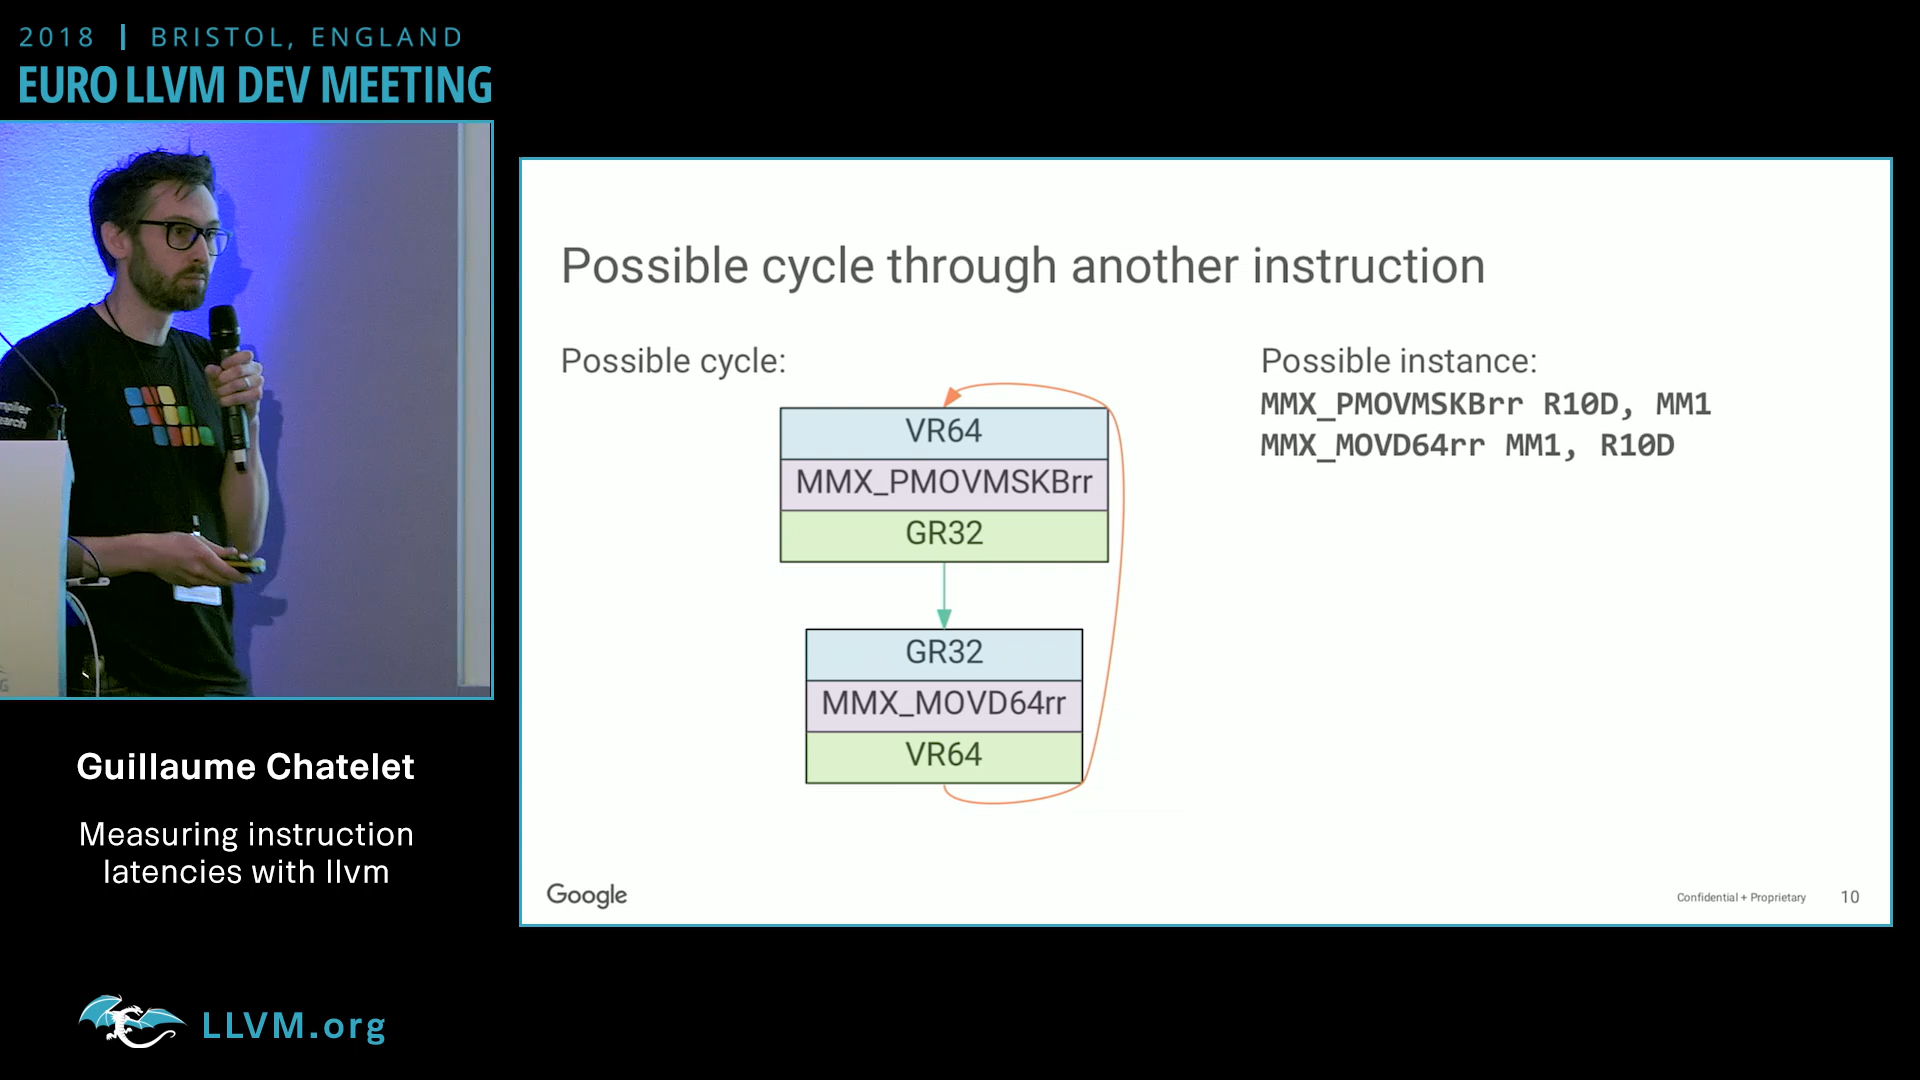 2018 | BRISTOL, ENGLAND
EURO LLVM DEV MEETING
Guillaume Chatelet
Measuring instruction
latencies with llvm
LLVM.org
Possible cycle through another instruction
Possible cycle:
VR64
MMX_PMOVMSKBrr
GR32
GR32
MMX_MOVD64rr
VR64
Possible instance:
MMX_PMOVMSKBrr R10D, MM1
MMX_MOVD64rr MM1, R10D
Google
Confidential + Proprietary
10